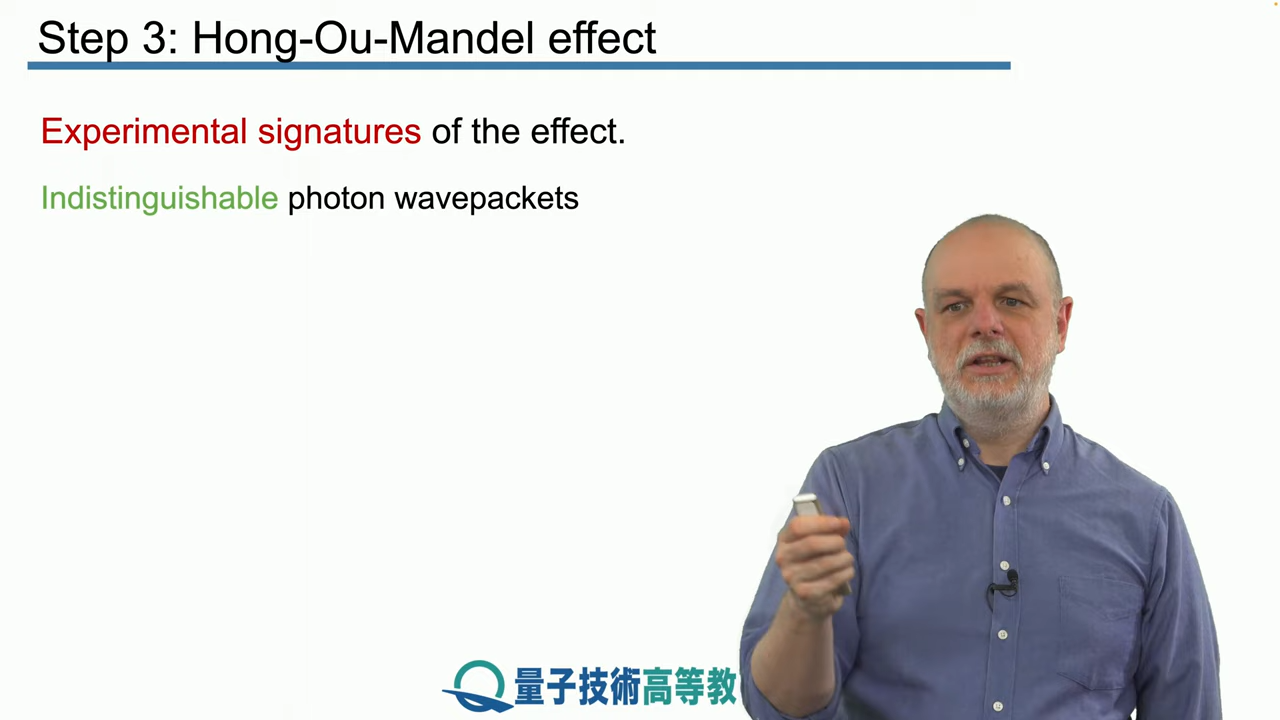 Step 3: Hong-Ou-Mandel effect
Experimental signatures of the effect.
Indistinguishable photon wavepackets
量子技術高等教